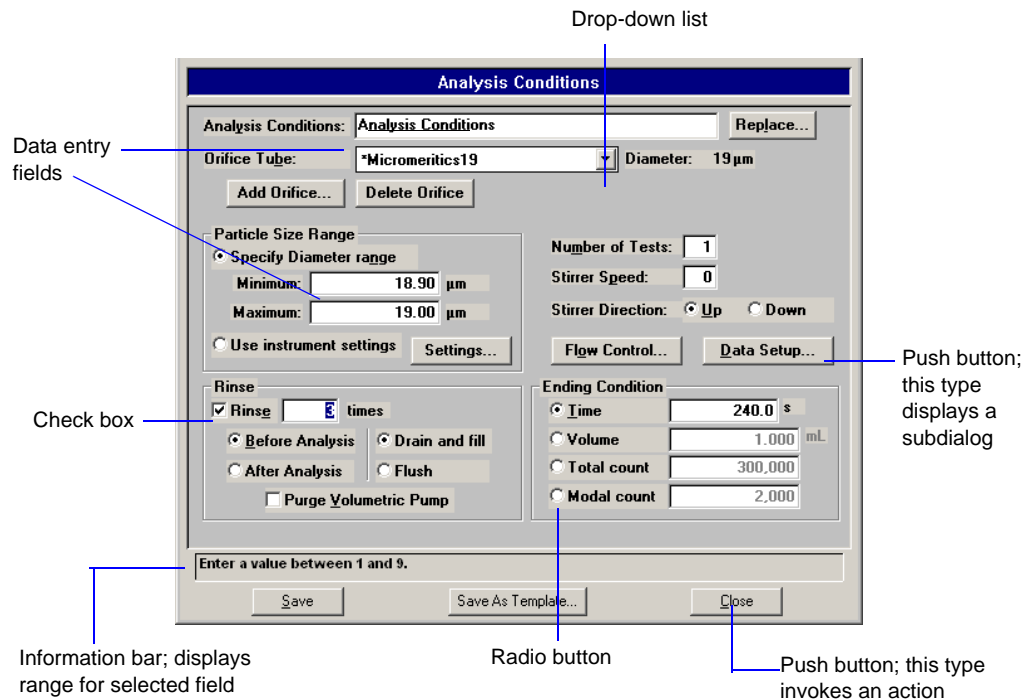 Drop-down list
Analysis Conditions
Analysis Conditions: Analysis Conditions Replace...
Data entry fields
Orifice Tube: *Micromeritics19 Diameter: 19 µm
Add Orifice... Delete Orifice
Particle Size Range
Specify Diameter range
Minimum: 18.90 µm
Maximum: 19.00 µm
Use instrument settings Settings...
Number of Tests: 1
Stirrer Speed: 0
Stirrer Direction: Up Down
Flow Control... Data Setup...
Push button;
this type
displays a
subdialog
Check box
Rinse
Rinse 3 times
Before Analysis Drain and fill
After Analysis Flush
Purge Volumetric Pump
Ending Condition
Time 240.0 s
Volume 1.000 mL
Total count 300,000
Modal count 2,000
Enter a value between 1 and 9.
Save Save As Template... Close
Information bar; displays
range for selected field
Radio button
Push button; this type
invokes an action